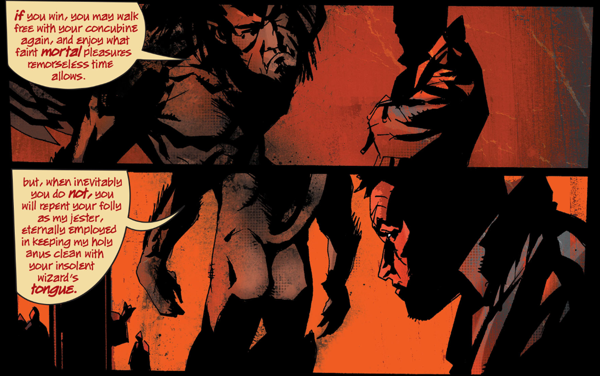 if you win, you may walk
free with your concubine
again, and enjoy what
faint mortal pleasures
remorseless time
allows.
but, when inevitably
you do not, you
will repent your folly
as my jester,
eternally employed
in keeping my holy
anus clean with
your insolent
wizard's
tongue.